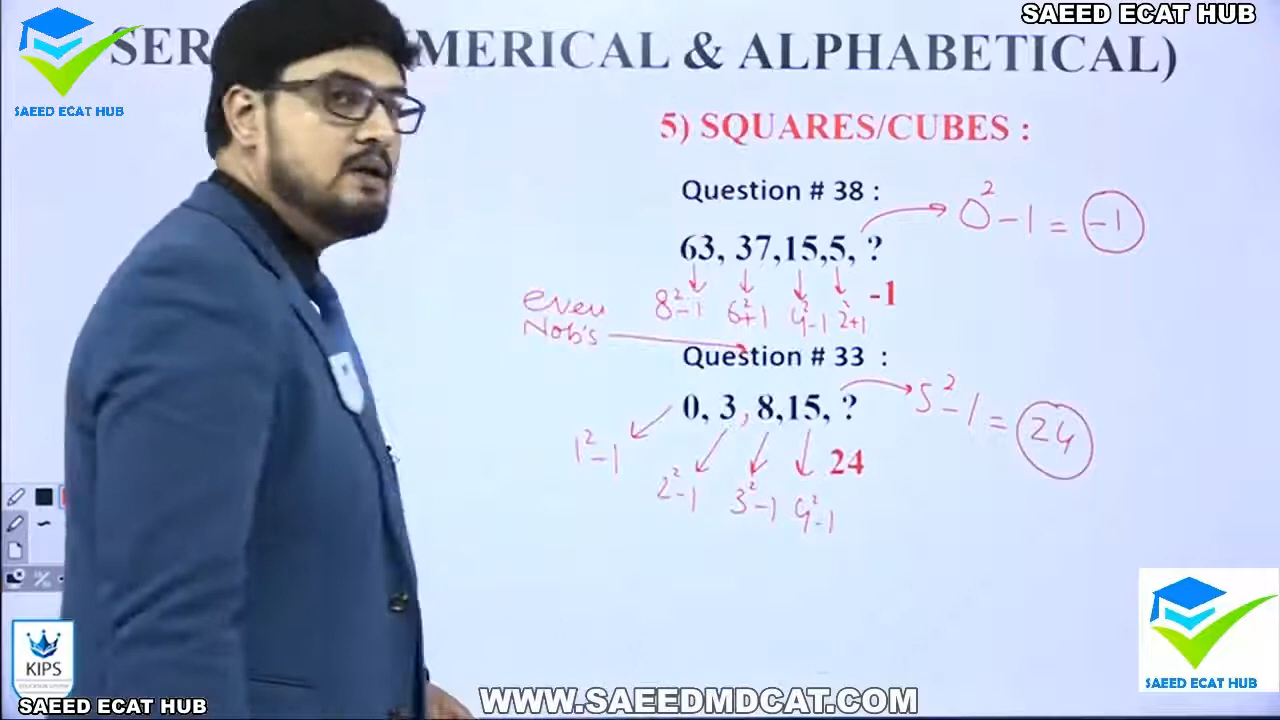 SAEED ECAT HUB
SAEED ECAT HUB
SER MERICAL & ALPHABETICAL)
5) SQUARES/CUBES :
Question # 38 :
0² - 1 = -1
63, 37,15,5, ?
-1
even
Nob's
8²-1 6²+1 4²-1 2²+1
Question # 33 :
5²-1 = 24
0, 3, 8,15, ?
1²-1
24
2²-1 3²-1 4²-1
KIPS
EDUCATION SYSTEM
SAEED ECAT HUB
WWW.SAEEDMDCAT.COM
SAEED ECAT HUB